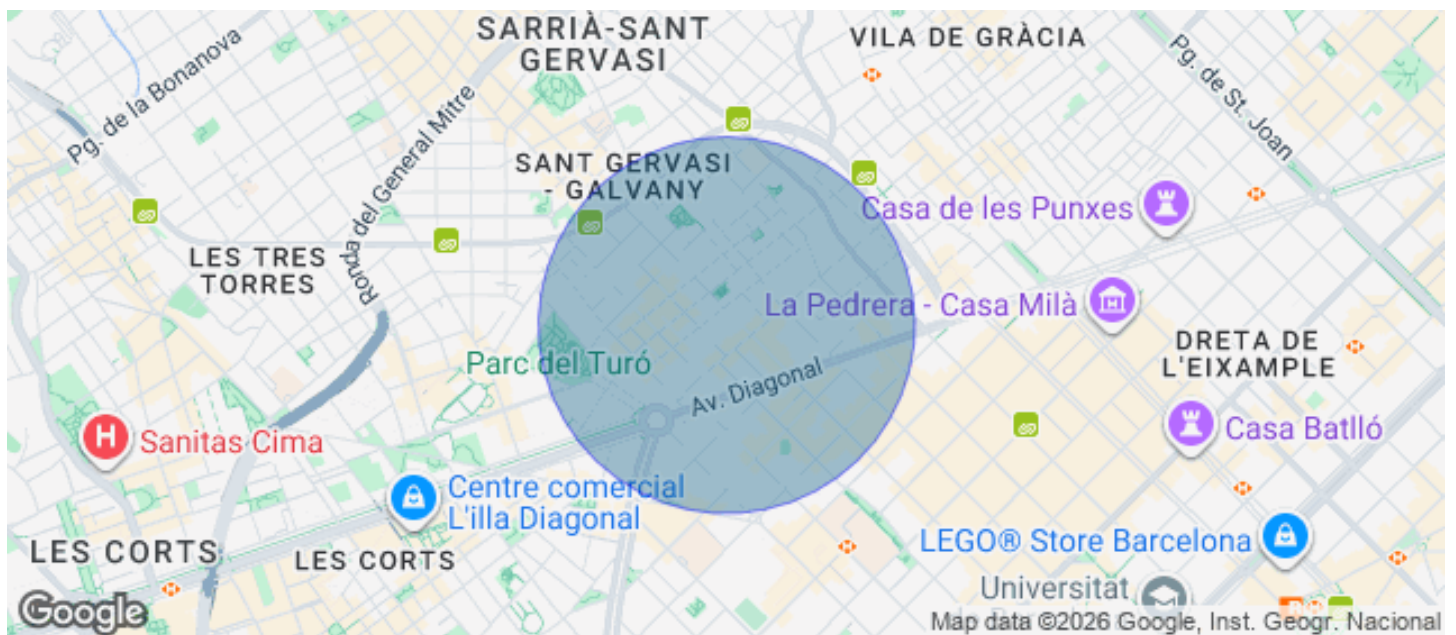 SARRIÀ-SANT
GERVASI
VILA DE GRÀCIA
Pg. de la Bonanova
Pg. de St. Joan
Ronda del General Mitre
SANT GERVASI
- GALVANY
Casa de les Punxes
LES TRES
TORRES
La Pedrera - Casa Milà
DRETA DE
L'EIXAMPLE
Parc del Turó
Av. Diagonal
H
Sanitas Cima
Casa Batlló
Centre comercial
L'illa Diagonal
LES CORTS
LES CORTS
LEGO® Store Barcelona
Universitat
Google
Map data ©2026 Google, Inst. Geogr. Nacional